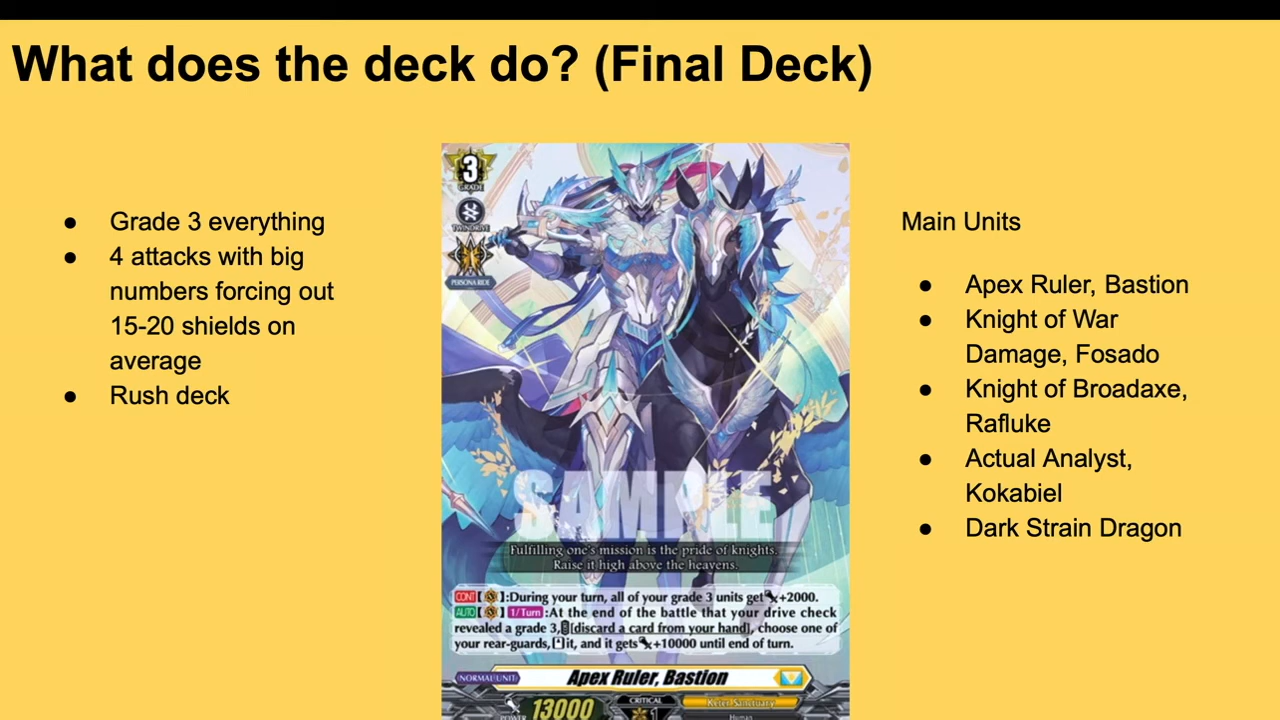 What does the deck do? (Final Deck)
● Grade 3 everything
● 4 attacks with big
numbers forcing out
15-20 shields on
average
● Rush deck
3
GRADE
TWINDRIVE
PERSONA RIDE
SAMPLE
Fulfilling one's mission is the pride of knights.
Raise it high above the heavens.
CONT【 】:During your turn, all of your grade 3 units get +2000.
AUTO【 】1/Turn:At the end of the battle that your drive check
revealed a grade 3, [discard a card from your hand], choose one of
your rear-guards, it, and it gets +10000 until end of turn.
NORMAL UNIT
Apex Ruler, Bastion
POWER
13000
CRITICAL
1
Keter Sanctuary
Human
Main Units
● Apex Ruler, Bastion
● Knight of War
Damage, Fosado
● Knight of Broadaxe,
Rafluke
● Actual Analyst,
Kokabiel
● Dark Strain Dragon